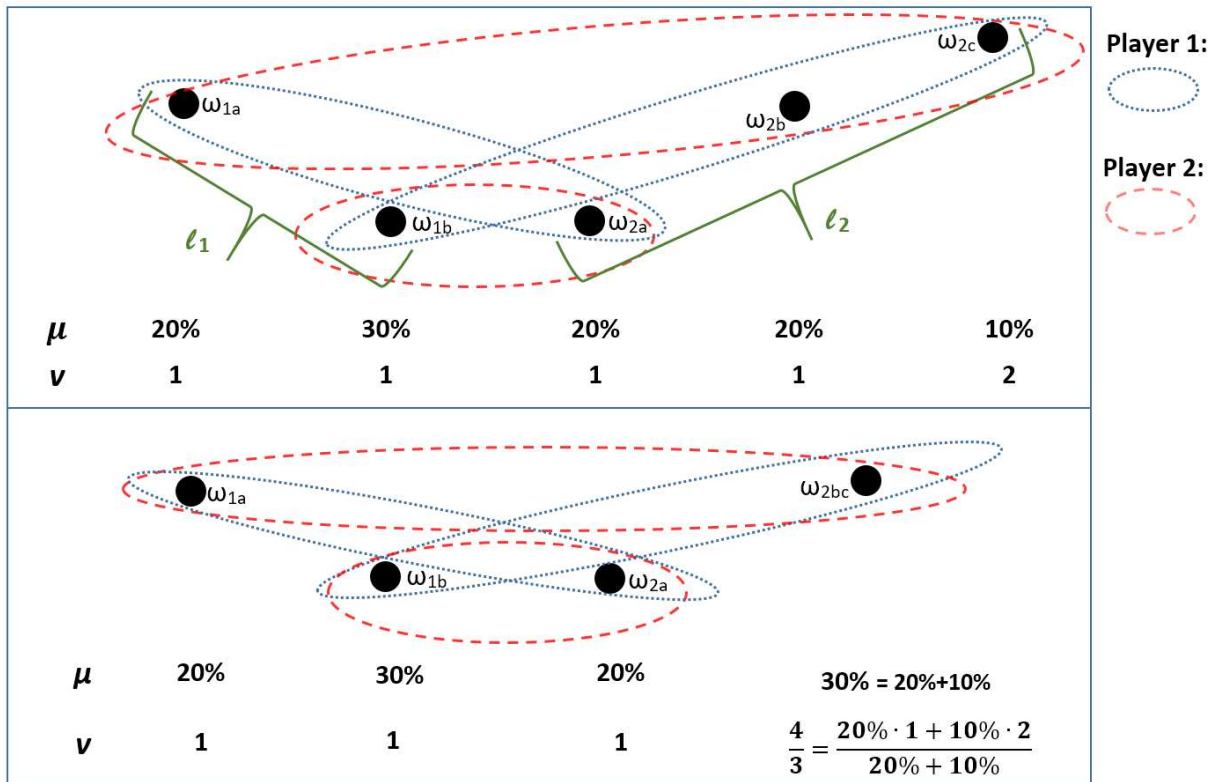 Player 1:
Player 2:
ω1a
ω1b
ω2a
ω2b
ω2c
ℓ1
ℓ2
μ 20% 30% 20% 20% 10%
v 1 1 1 1 2
ω1a
ω1b
ω2a
ω2bc
μ 20% 30% 20% 30% = 20%+10%
v 1 1 1 4/3 = (20% · 1 + 10% · 2)/(20% + 10%)